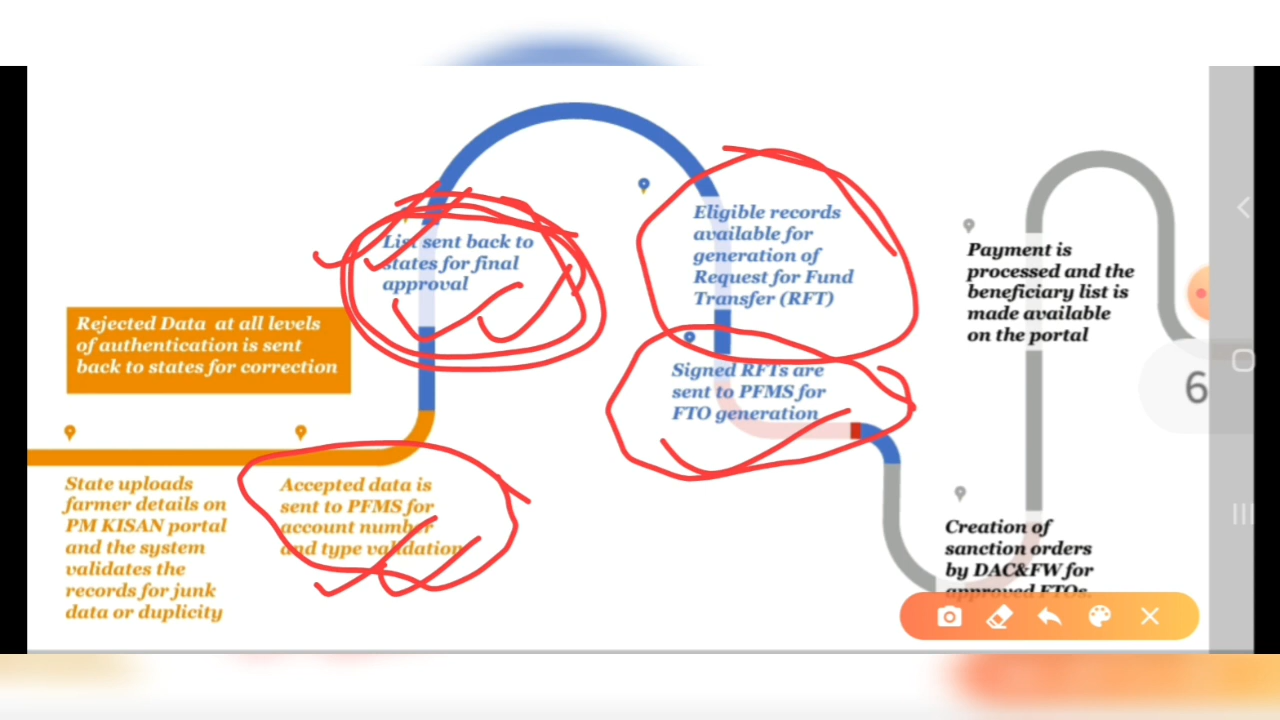 List sent back to
states for final
approval
Eligible records
available for
generation of
Request for Fund
Transfer (RFT)
Payment is
processed and the
beneficiary list is
made available
on the portal
Rejected Data at all levels
of authentication is sent
back to states for correction
Signed RFTs are
sent to PFMS for
FTO generation
6
State uploads
farmer details on
PM KISAN portal
and the system
validates the
records for junk
data or duplicity
Accepted data is
sent to PFMS for
account number
and type validation
Creation of
sanction orders
by DAC&FW for
approved FTOs.